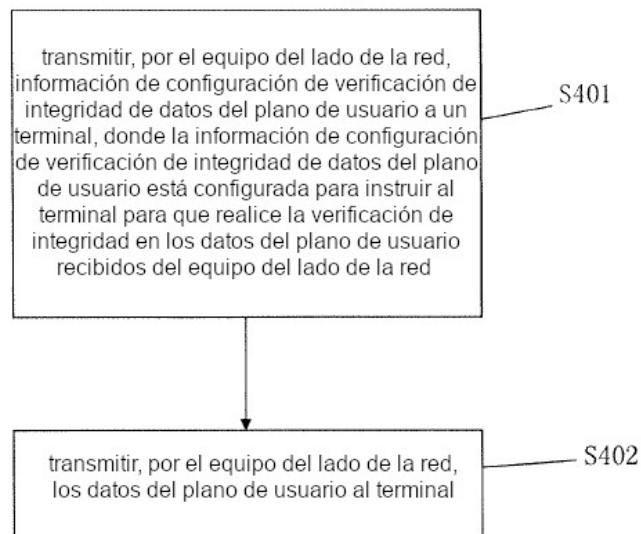 transmitir, por el equipo del lado de la red,
información de configuración de verificación de
integridad de datos del plano de usuario a un
terminal, donde la información de configuración
de verificación de integridad de datos del plano
de usuario está configurada para instruir al
terminal para que realice la verificación de
integridad en los datos del plano de usuario
recibidos del equipo del lado de la red
S401
transmitir, por el equipo del lado de la red,
los datos del plano de usuario al terminal
S402